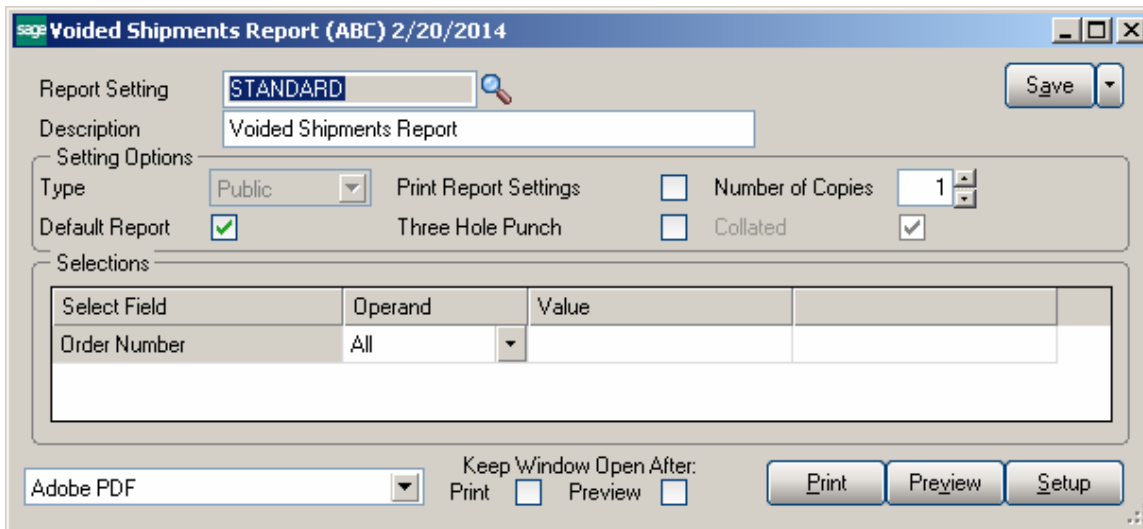 sage Voided Shipments Report (ABC) 2/20/2014
Report Setting STANDARD Save
Description Voided Shipments Report
Setting Options
Type Public Print Report Settings Number of Copies 1
Default Report Three Hole Punch Collated
Selections
Select Field Operand Value
Order Number All
Keep Window Open After:
Adobe PDF Print Preview Print Preview Setup